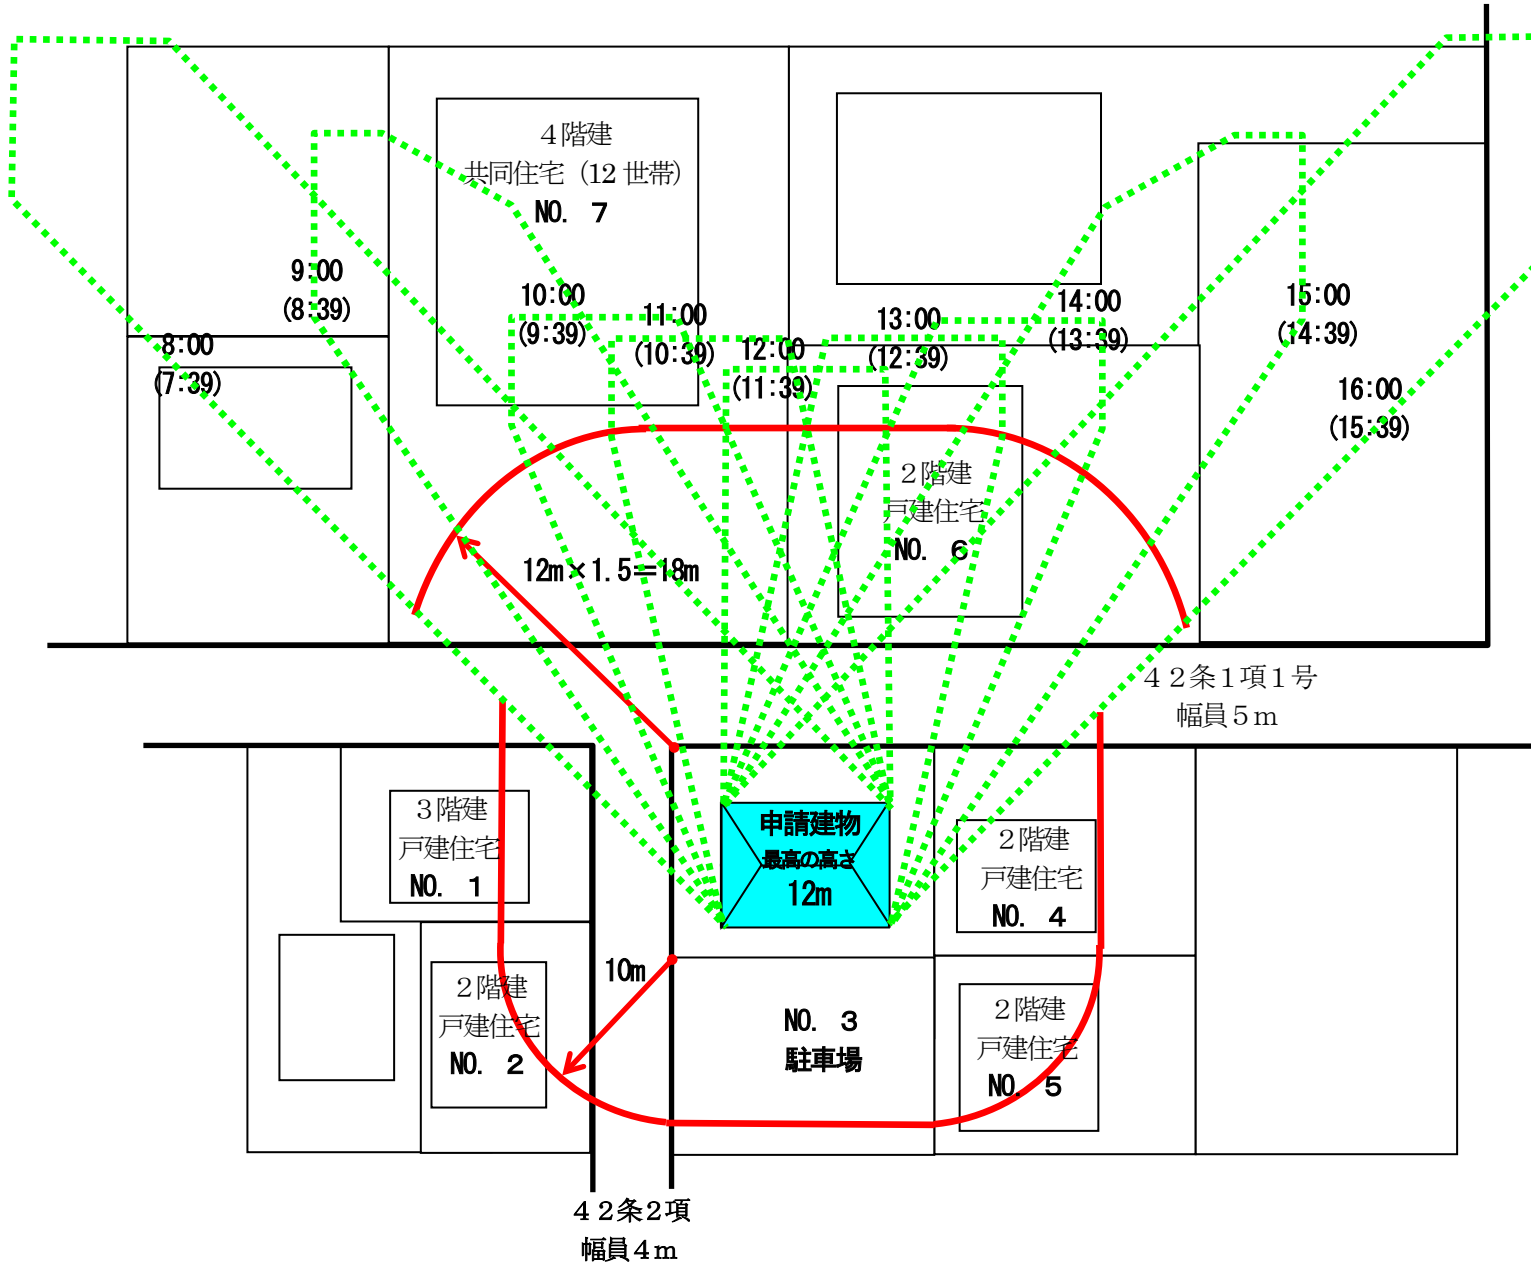 ４階建
共同住宅（12 世帯）
NO. ７
9:00
(8:39)
10:00
(9:39)
11:00
(10:39)
8:00
(7:39)
12:00
(11:39)
13:00
(12:39)
14:00
(13:39)
15:00
(14:39)
16:00
(15:39)
２階建
戸建住宅
NO. ６
12m×1.5＝18m
４２条１項１号
幅員５ｍ
３階建
戸建住宅
NO. １
申請建物
最高の高さ
12m
２階建
戸建住宅
NO. ４
10m
２階建
戸建住宅
NO. ２
NO. ３
駐車場
２階建
戸建住宅
NO. ５
４２条２項
幅員４ｍ